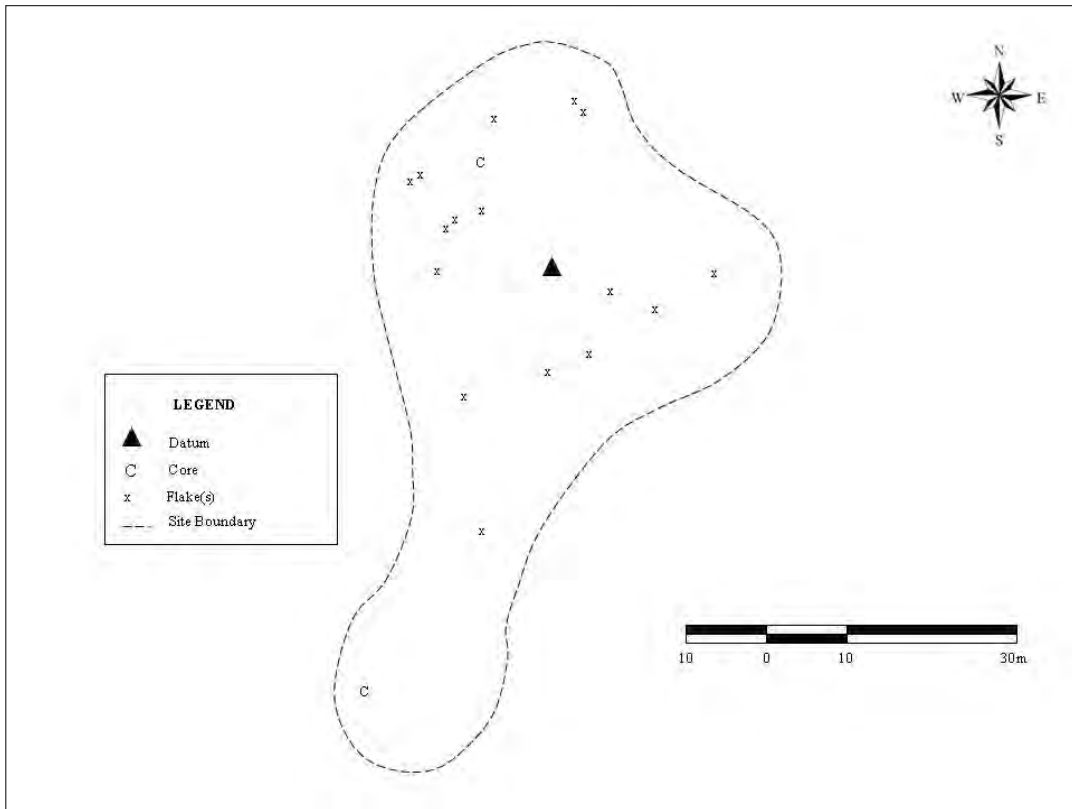 N
W E
S
x
x
x
C
x
x
x
x
x
x
x
x
x
x
x
x
x
LEGEND
Datum
C Core
x Flake(s)
Site Boundary
x
10 0 10 30m
C